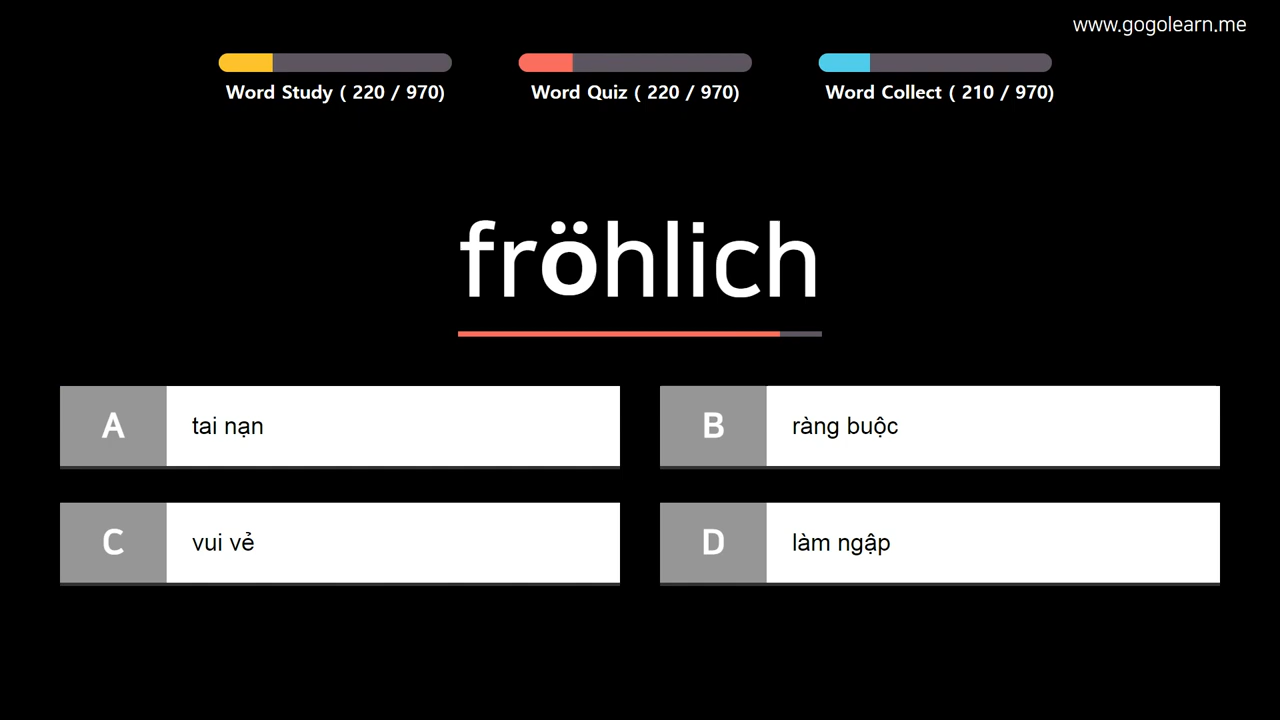 www.gogolearn.me
Word Study ( 220 / 970)
Word Quiz ( 220 / 970)
Word Collect ( 210 / 970)
fröhlich
A tai nạn
B ràng buộc
C vui vẻ
D làm ngập